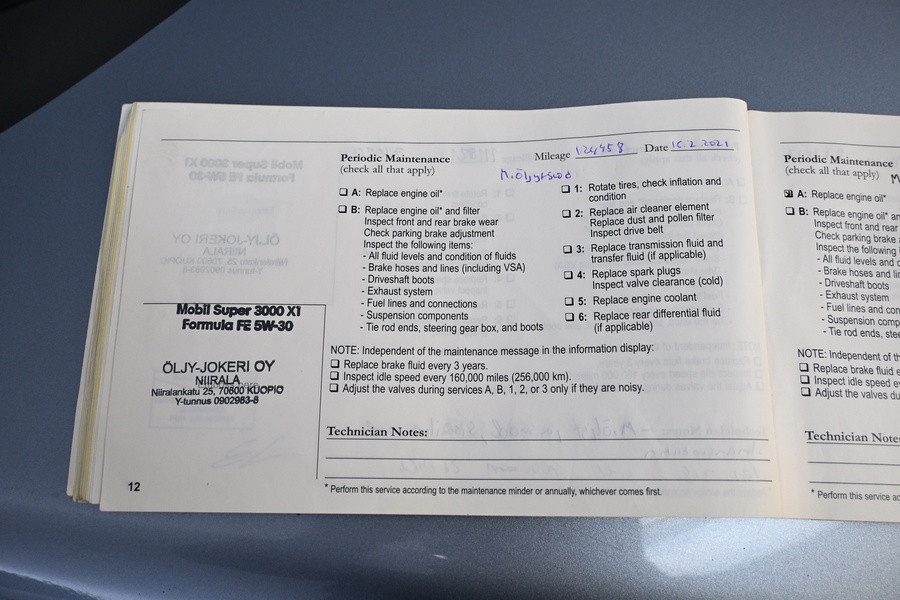 Mobil Super 3000 X1
Formula FE 5W-30
ÖLJY-JOKERI OY
NIIRALA
Niiralankatu 25, 70600 KUOPIO
Y-tunnus 0902983-8
12
Periodic Maintenance
(check all that apply)
Mileage 124458 Date 16.2.2021
A: Replace engine oil*
B: Replace engine oil* and filter
Inspect front and rear brake wear
Check parking brake adjustment
Inspect the following items:
- All fluid levels and condition of fluids
- Brake hoses and lines (including VSA)
- Driveshaft boots
- Exhaust system
- Fuel lines and connections
- Suspension components
- Tie rod ends, steering gear box, and boots
1: Rotate tires, check inflation and
condition
2: Replace air cleaner element
Replace dust and pollen filter
Inspect drive belt
3: Replace transmission fluid and
transfer fluid (if applicable)
4: Replace spark plugs
Inspect valve clearance (cold)
5: Replace engine coolant
6: Replace rear differential fluid
(if applicable)
NOTE: Independent of the maintenance message in the information display:
Replace brake fluid every 3 years.
Inspect idle speed every 160,000 miles (256,000 km).
Adjust the valves during services A, B, 1, 2, or 3 only if they are noisy.
Technician Notes:
* Perform this service according to the maintenance minder or annually, whichever comes first.
Periodic Maintenance
(check all that apply)
A: Replace engine oil*
B: Replace engine oil* an
Inspect front and rear
Check parking brake
Inspect the following
- All fluid levels and c
- Brake hoses and lin
- Driveshaft boots
- Exhaust system
- Fuel lines and con
- Suspension comp
- Tie rod ends, stee
NOTE: Independent of th
Replace brake fluid e
Inspect idle speed ev
Adjust the valves du
Technician Note
* Perform this service ac